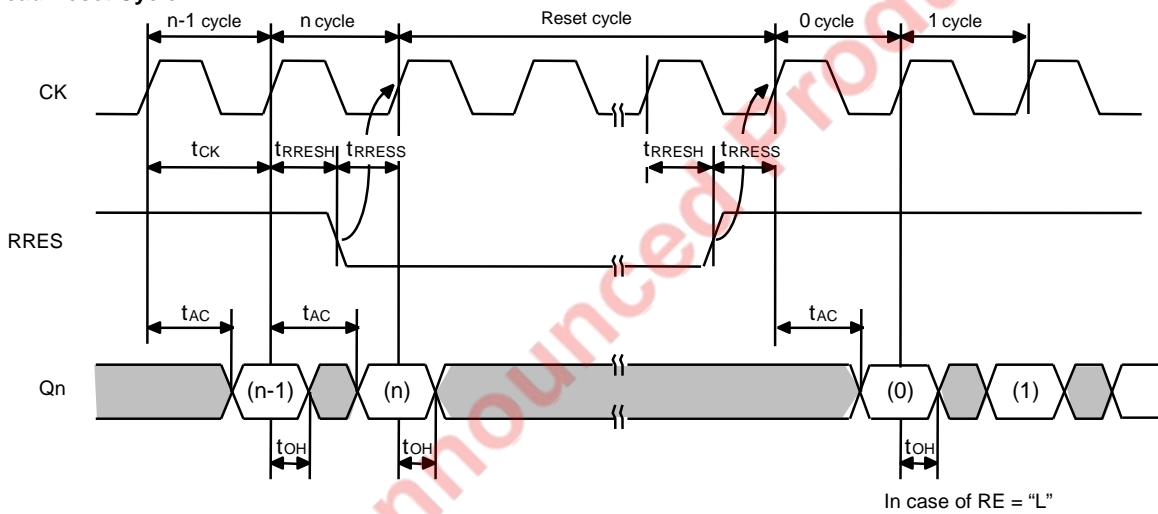 n-1 cycle n cycle Reset cycle 0 cycle 1 cycle
CK
tCK tRRESH tRRESS tRRESH tRRESS
RRES
tAC tAC tAC
Qn (n-1) (n) (0) (1)
tOH tOH tOH
In case of RE = “L”